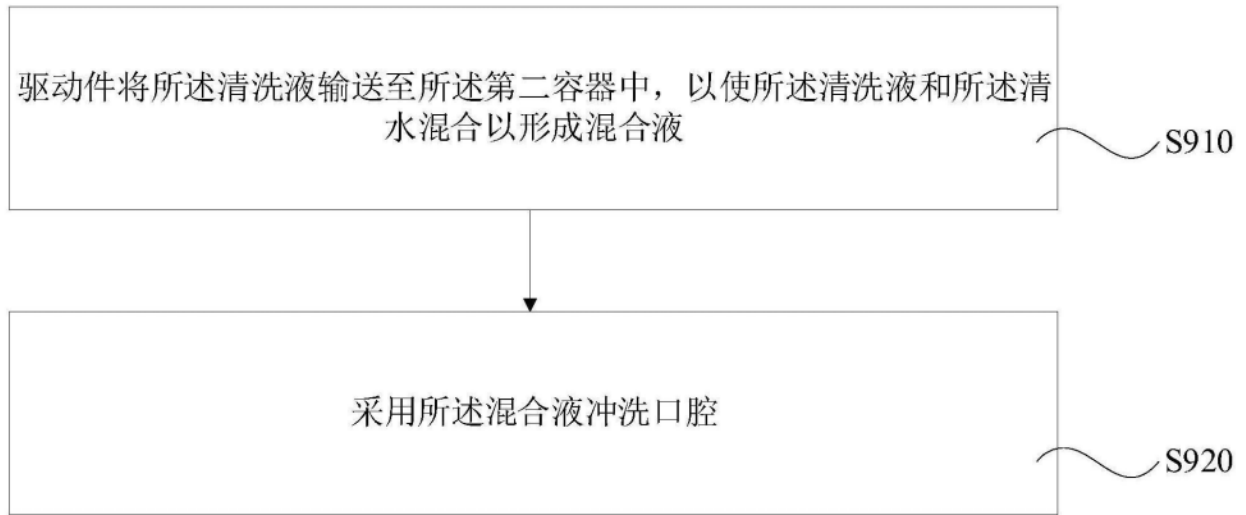 驱动件将所述清洗液输送至所述第二容器中，以使所述清洗液和所述清
水混合以形成混合液
S910
采用所述混合液冲洗口腔
S920